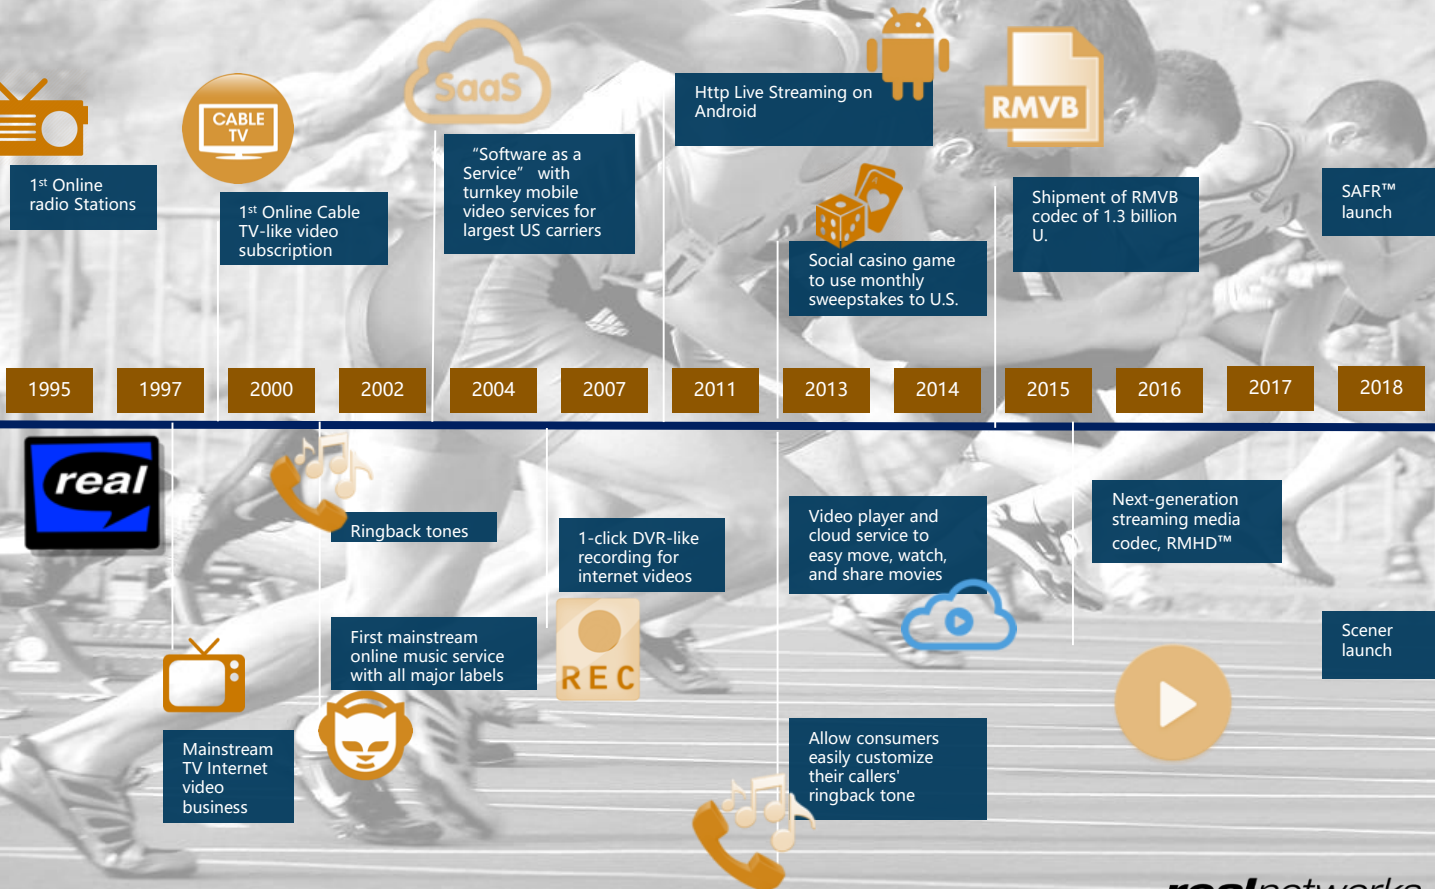 SaaS
CABLE
TV
RMVB
1st Online
radio Stations
1st Online Cable
TV-like video
subscription
“Software as a
Service” with
turnkey mobile
video services for
largest US carriers
Http Live Streaming on
Android
Social casino game
to use monthly
sweepstakes to U.S.
Shipment of RMVB
codec of 1.3 billion
U.
SAFR™
launch
1995
1997
2000
2002
2004
2007
2011
2013
2014
2015
2016
2017
2018
real
Ringback tones
1-click DVR-like
recording for
internet videos
REC
Video player and
cloud service to
easy move, watch,
and share movies
Next-generation
streaming media
codec, RMHD™
First mainstream
online music service
with all major labels
Scener
launch
Mainstream
TV Internet
video
business
Allow consumers
easily customize
their callers'
ringback tone
realnetworks